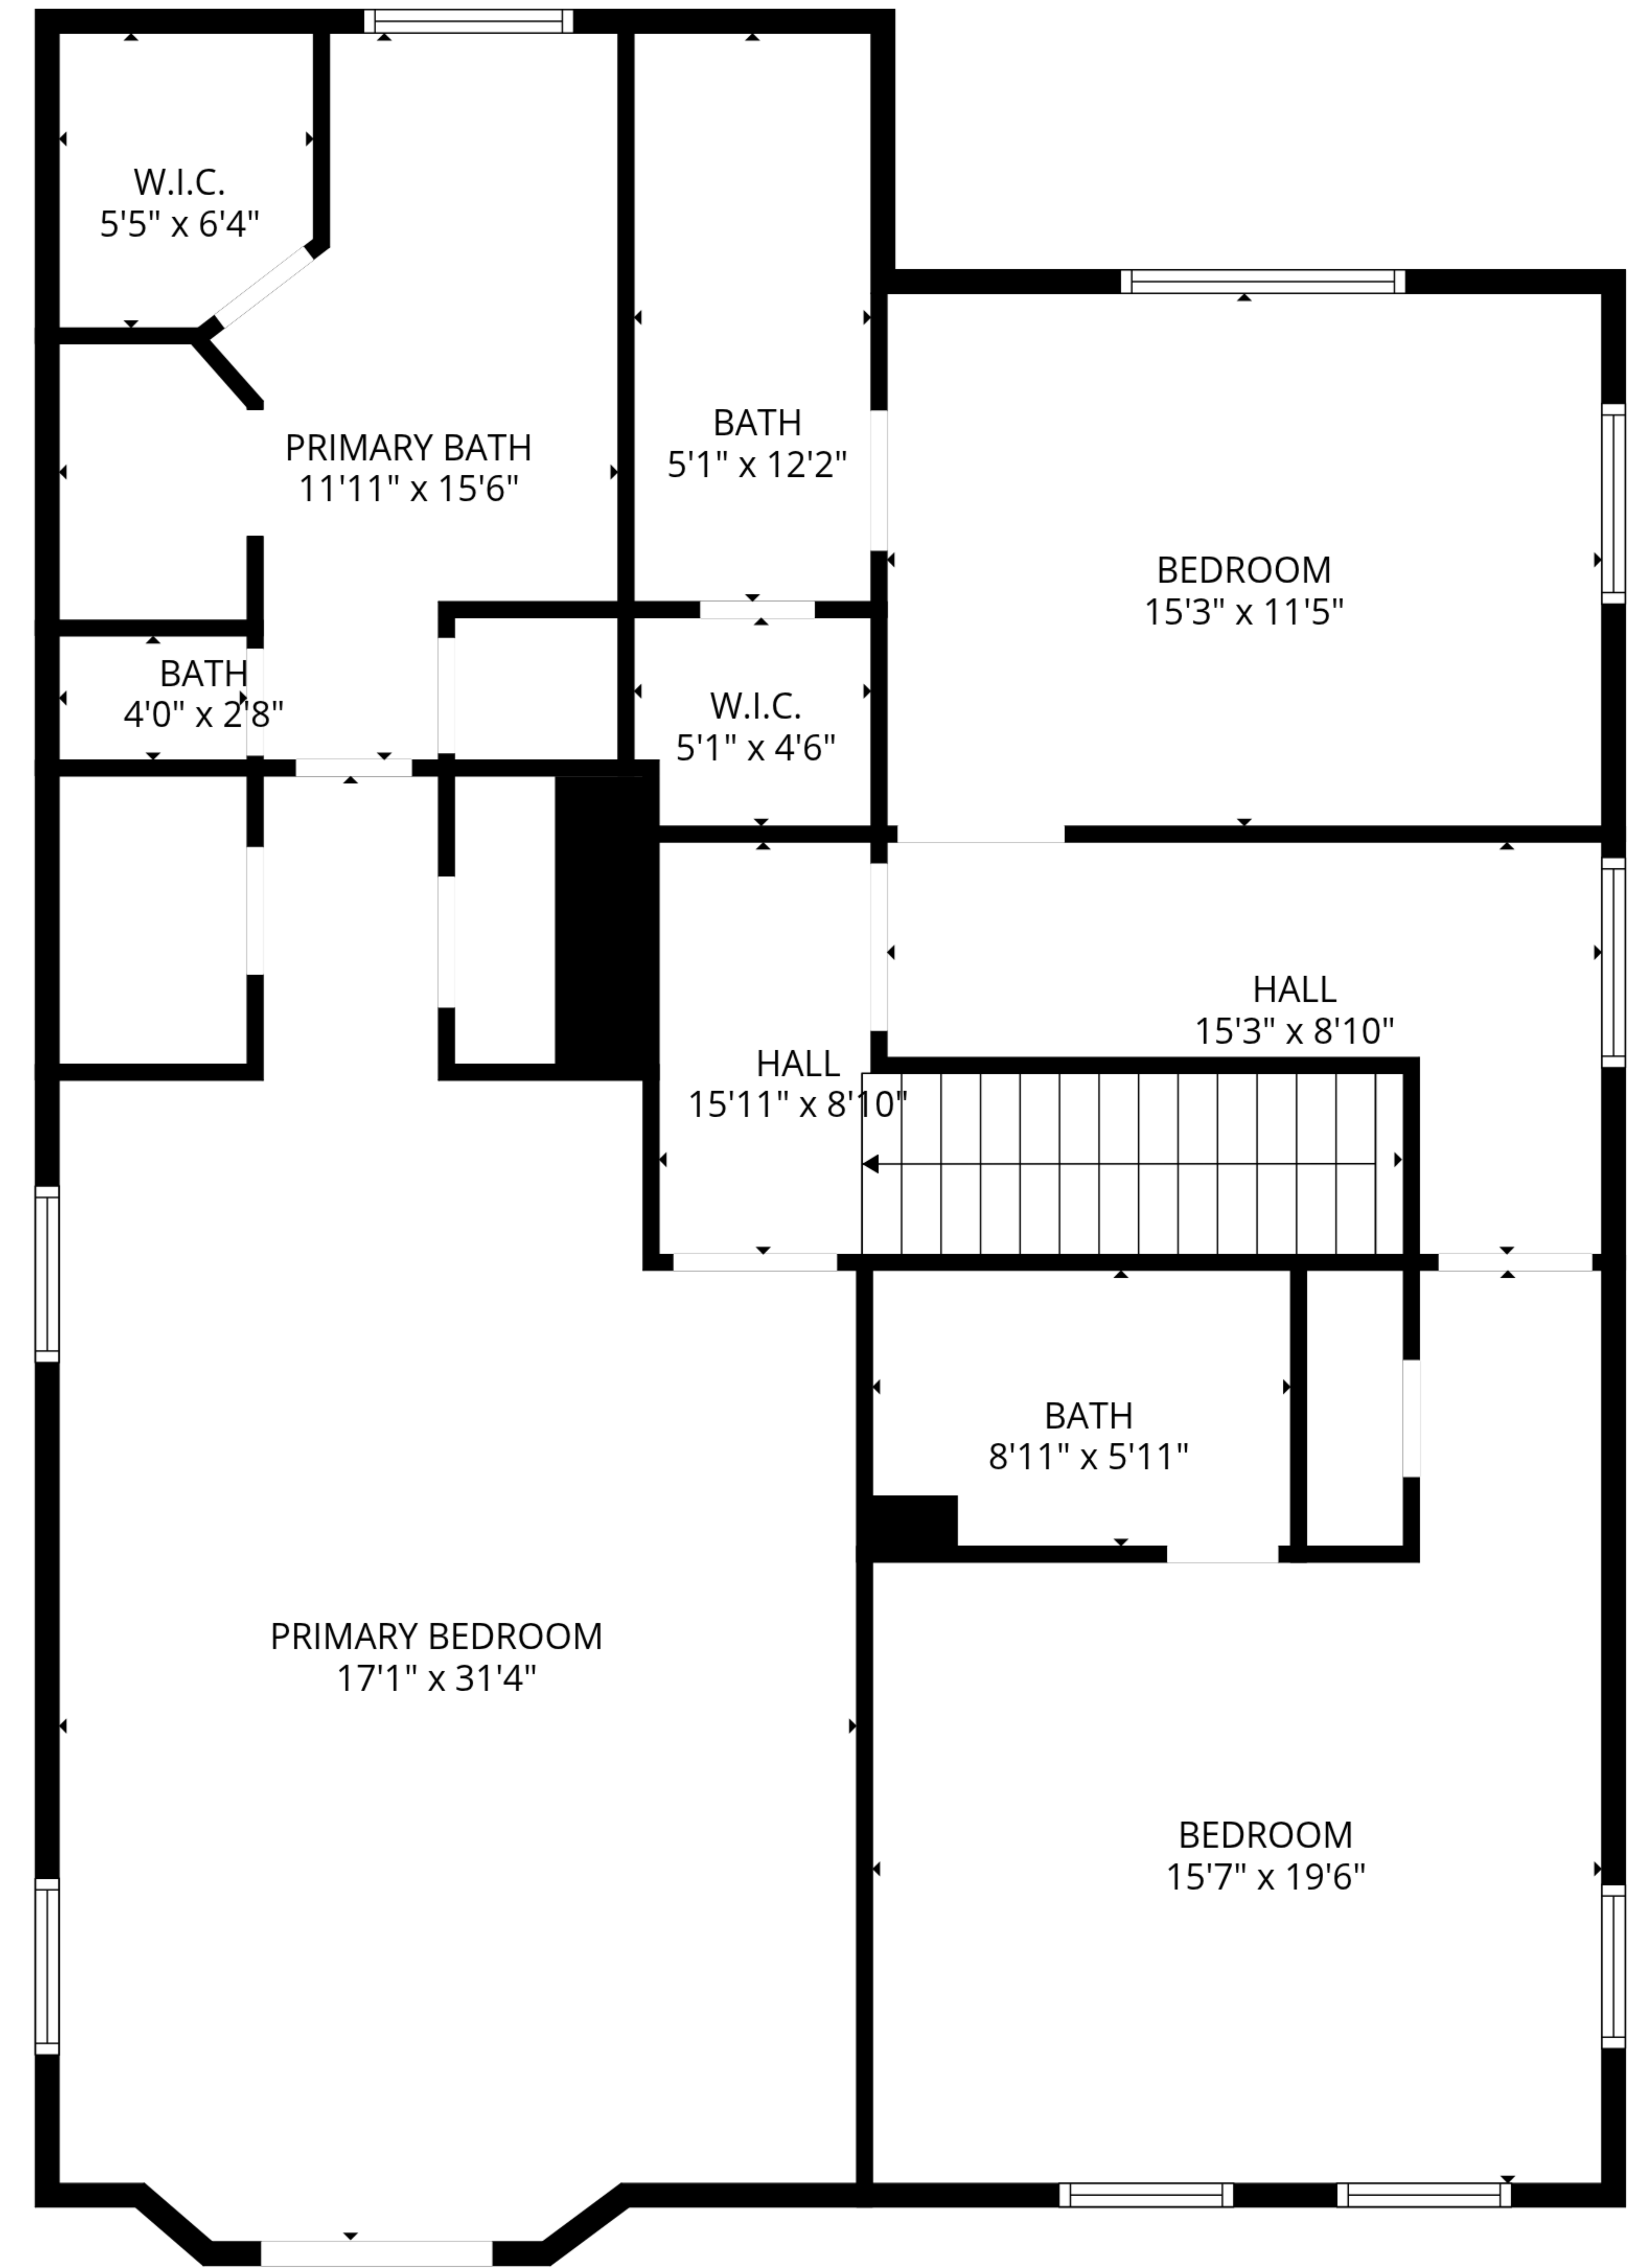 W.I.C.
5'5" x 6'4"
PRIMARY BATH
11'11" x 15'6"
BATH
5'1" x 12'2"
BEDROOM
15'3" x 11'5"
BATH
4'0" x 2'8"
W.I.C.
5'1" x 4'6"
HALL
15'3" x 8'10"
HALL
15'11" x 8'10"
BATH
8'11" x 5'11"
PRIMARY BEDROOM
17'1" x 31'4"
BEDROOM
15'7" x 19'6"